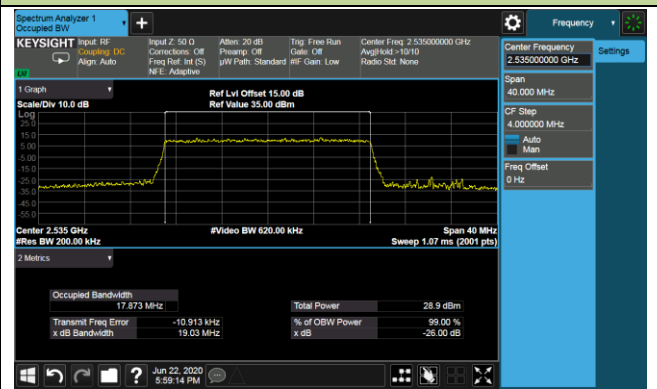 Spectrum Analyzer 1
Occupied BW
Frequency
KEYSIGHT
Input: RF
Coupling: DC
Align: Auto
Input Z: 50 Ω
Corrections: Off
Freq Ref: Int (S)
NFE: Adaptive
Atten: 20 dB
Preamp: Off
µW Path: Standard
Trig: Free Run
Gate: Off
#IF Gain: Low
Center Freq: 2.535000000 GHz
Avg|Hold:>10/10
Radio Std: None
1 Graph
Scale/Div 10.0 dB
Ref Lvl Offset 15.00 dB
Ref Value 35.00 dBm
Log
25.0
15.0
5.00
-5.00
-15.0
-25.0
-35.0
-45.0
-55.0
Center 2.535 GHz
#Video BW 620.00 kHz
Span 40 MHz
#Res BW 200.00 kHz
Sweep 1.07 ms (2001 pts)
2 Metrics
Occupied Bandwidth
17.873 MHz
Total Power 28.9 dBm
Transmit Freq Error -10.913 kHz
% of OBW Power 99.00 %
x dB Bandwidth 19.03 MHz
x dB -26.00 dB
Jun 22, 2020
5:59:14 PM
Center Frequency
2.535000000 GHz
Settings
Span
40.000 MHz
CF Step
4.000000 MHz
Auto
Man
Freq Offset
0 Hz